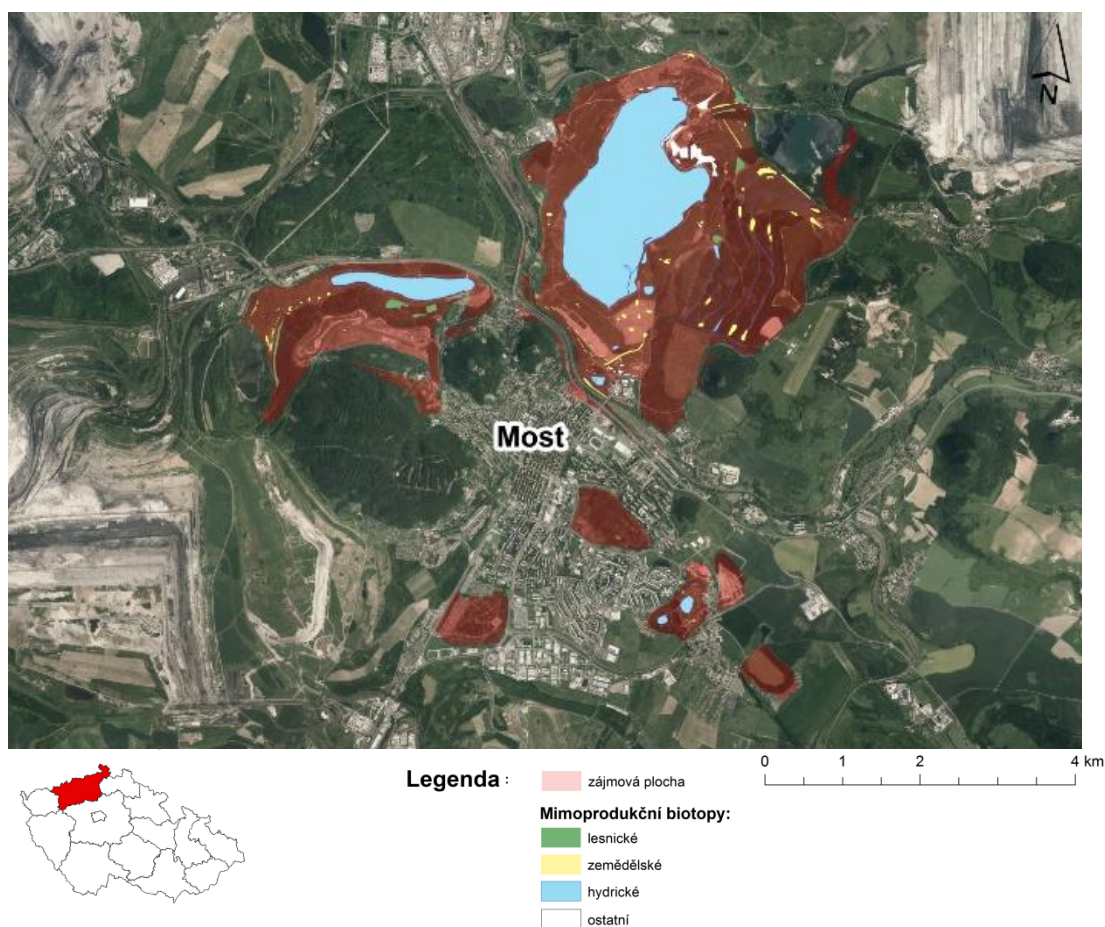 N
Most
0 1 2 4 km
Legenda :
zájmová plocha
Mimoprodukční biotopy:
lesnické
zemědělské
hydrické
ostatní